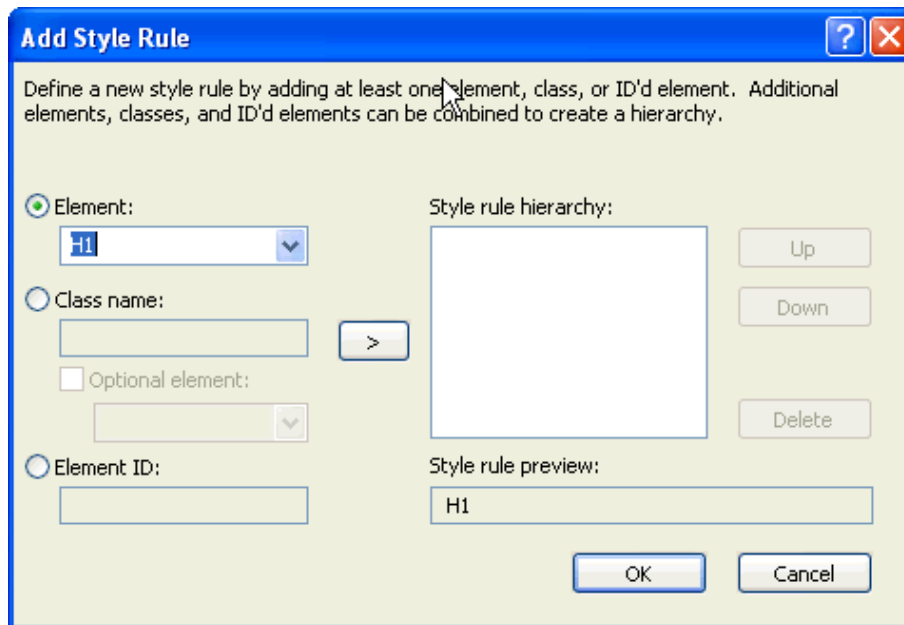 Add Style Rule
?
Define a new style rule by adding at least one element, class, or ID'd element.  Additional
elements, classes, and ID'd elements can be combined to create a hierarchy.
Element:
Style rule hierarchy:
H1
Up
Class name:
Down
>
Optional element:
Delete
Element ID:
Style rule preview:
H1
OK
Cancel